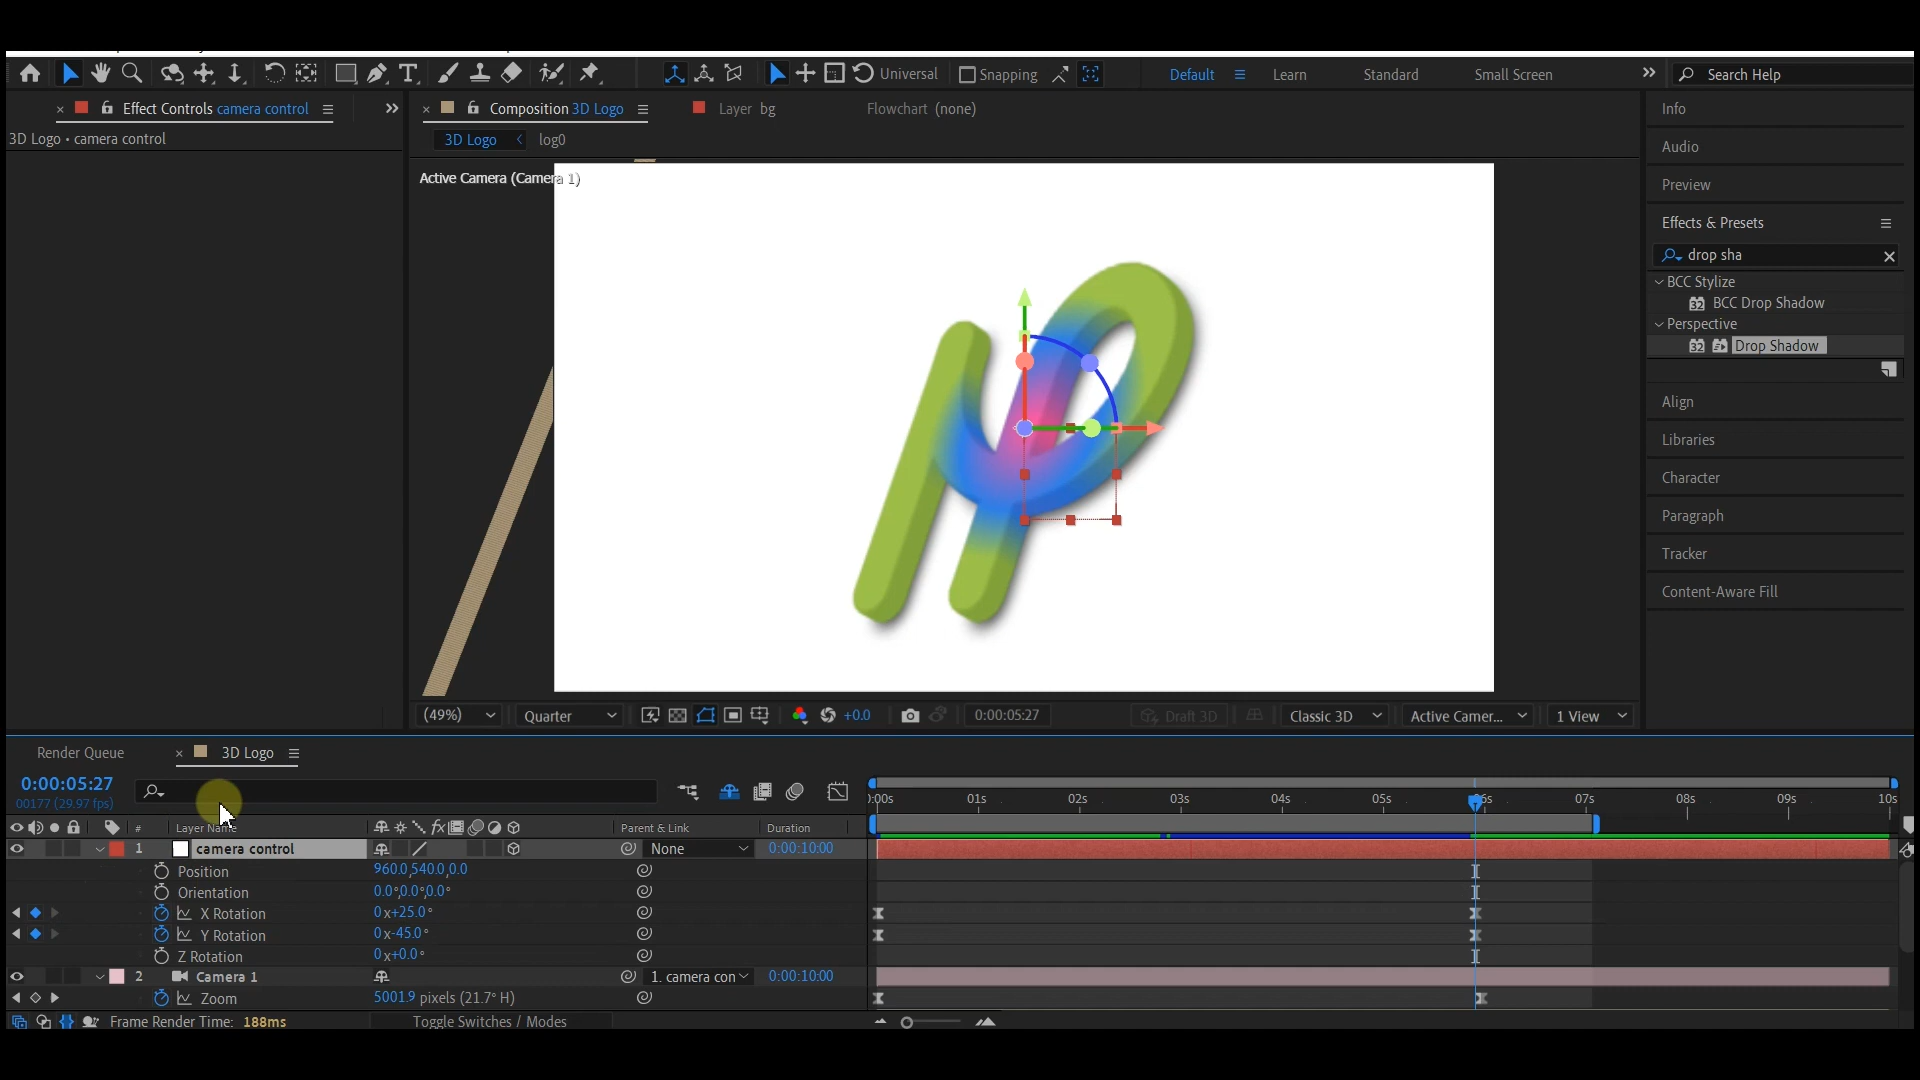 Universal
Snapping
Default
Learn
Standard
Small Screen
Search Help
Effect Controls camera control
Composition 3D Logo
Layer bg
Flowchart (none)
3D Logo • camera control
3D Logo
log0
Active Camera (Camera 1)
Info
Audio
Preview
Effects & Presets
drop sha
BCC Stylize
32 BCC Drop Shadow
Perspective
32 Drop Shadow
Align
Libraries
Character
Paragraph
Tracker
Content-Aware Fill
(49%)
Quarter
+0.0
0:00:05:27
Draft 3D
Classic 3D
Active Camer...
1 View
Render Queue
3D Logo
0:00:05:27
00177 (29.97 fps)
):00s 01s 02s 03s 04s 05s 06s 07s 08s 09s 10s
# Layer Name
Parent & Link
Duration
1 camera control None 0:00:10:00
Position 960.0,540.0,0.0
Orientation 0.0°,0.0°,0.0°
X Rotation 0x+25.0°
Y Rotation 0x-45.0°
Z Rotation 0x+0.0°
2 Camera 1 1. camera con 0:00:10:00
Zoom 5001.9 pixels (21.7° H)
Frame Render Time: 188ms
Toggle Switches / Modes